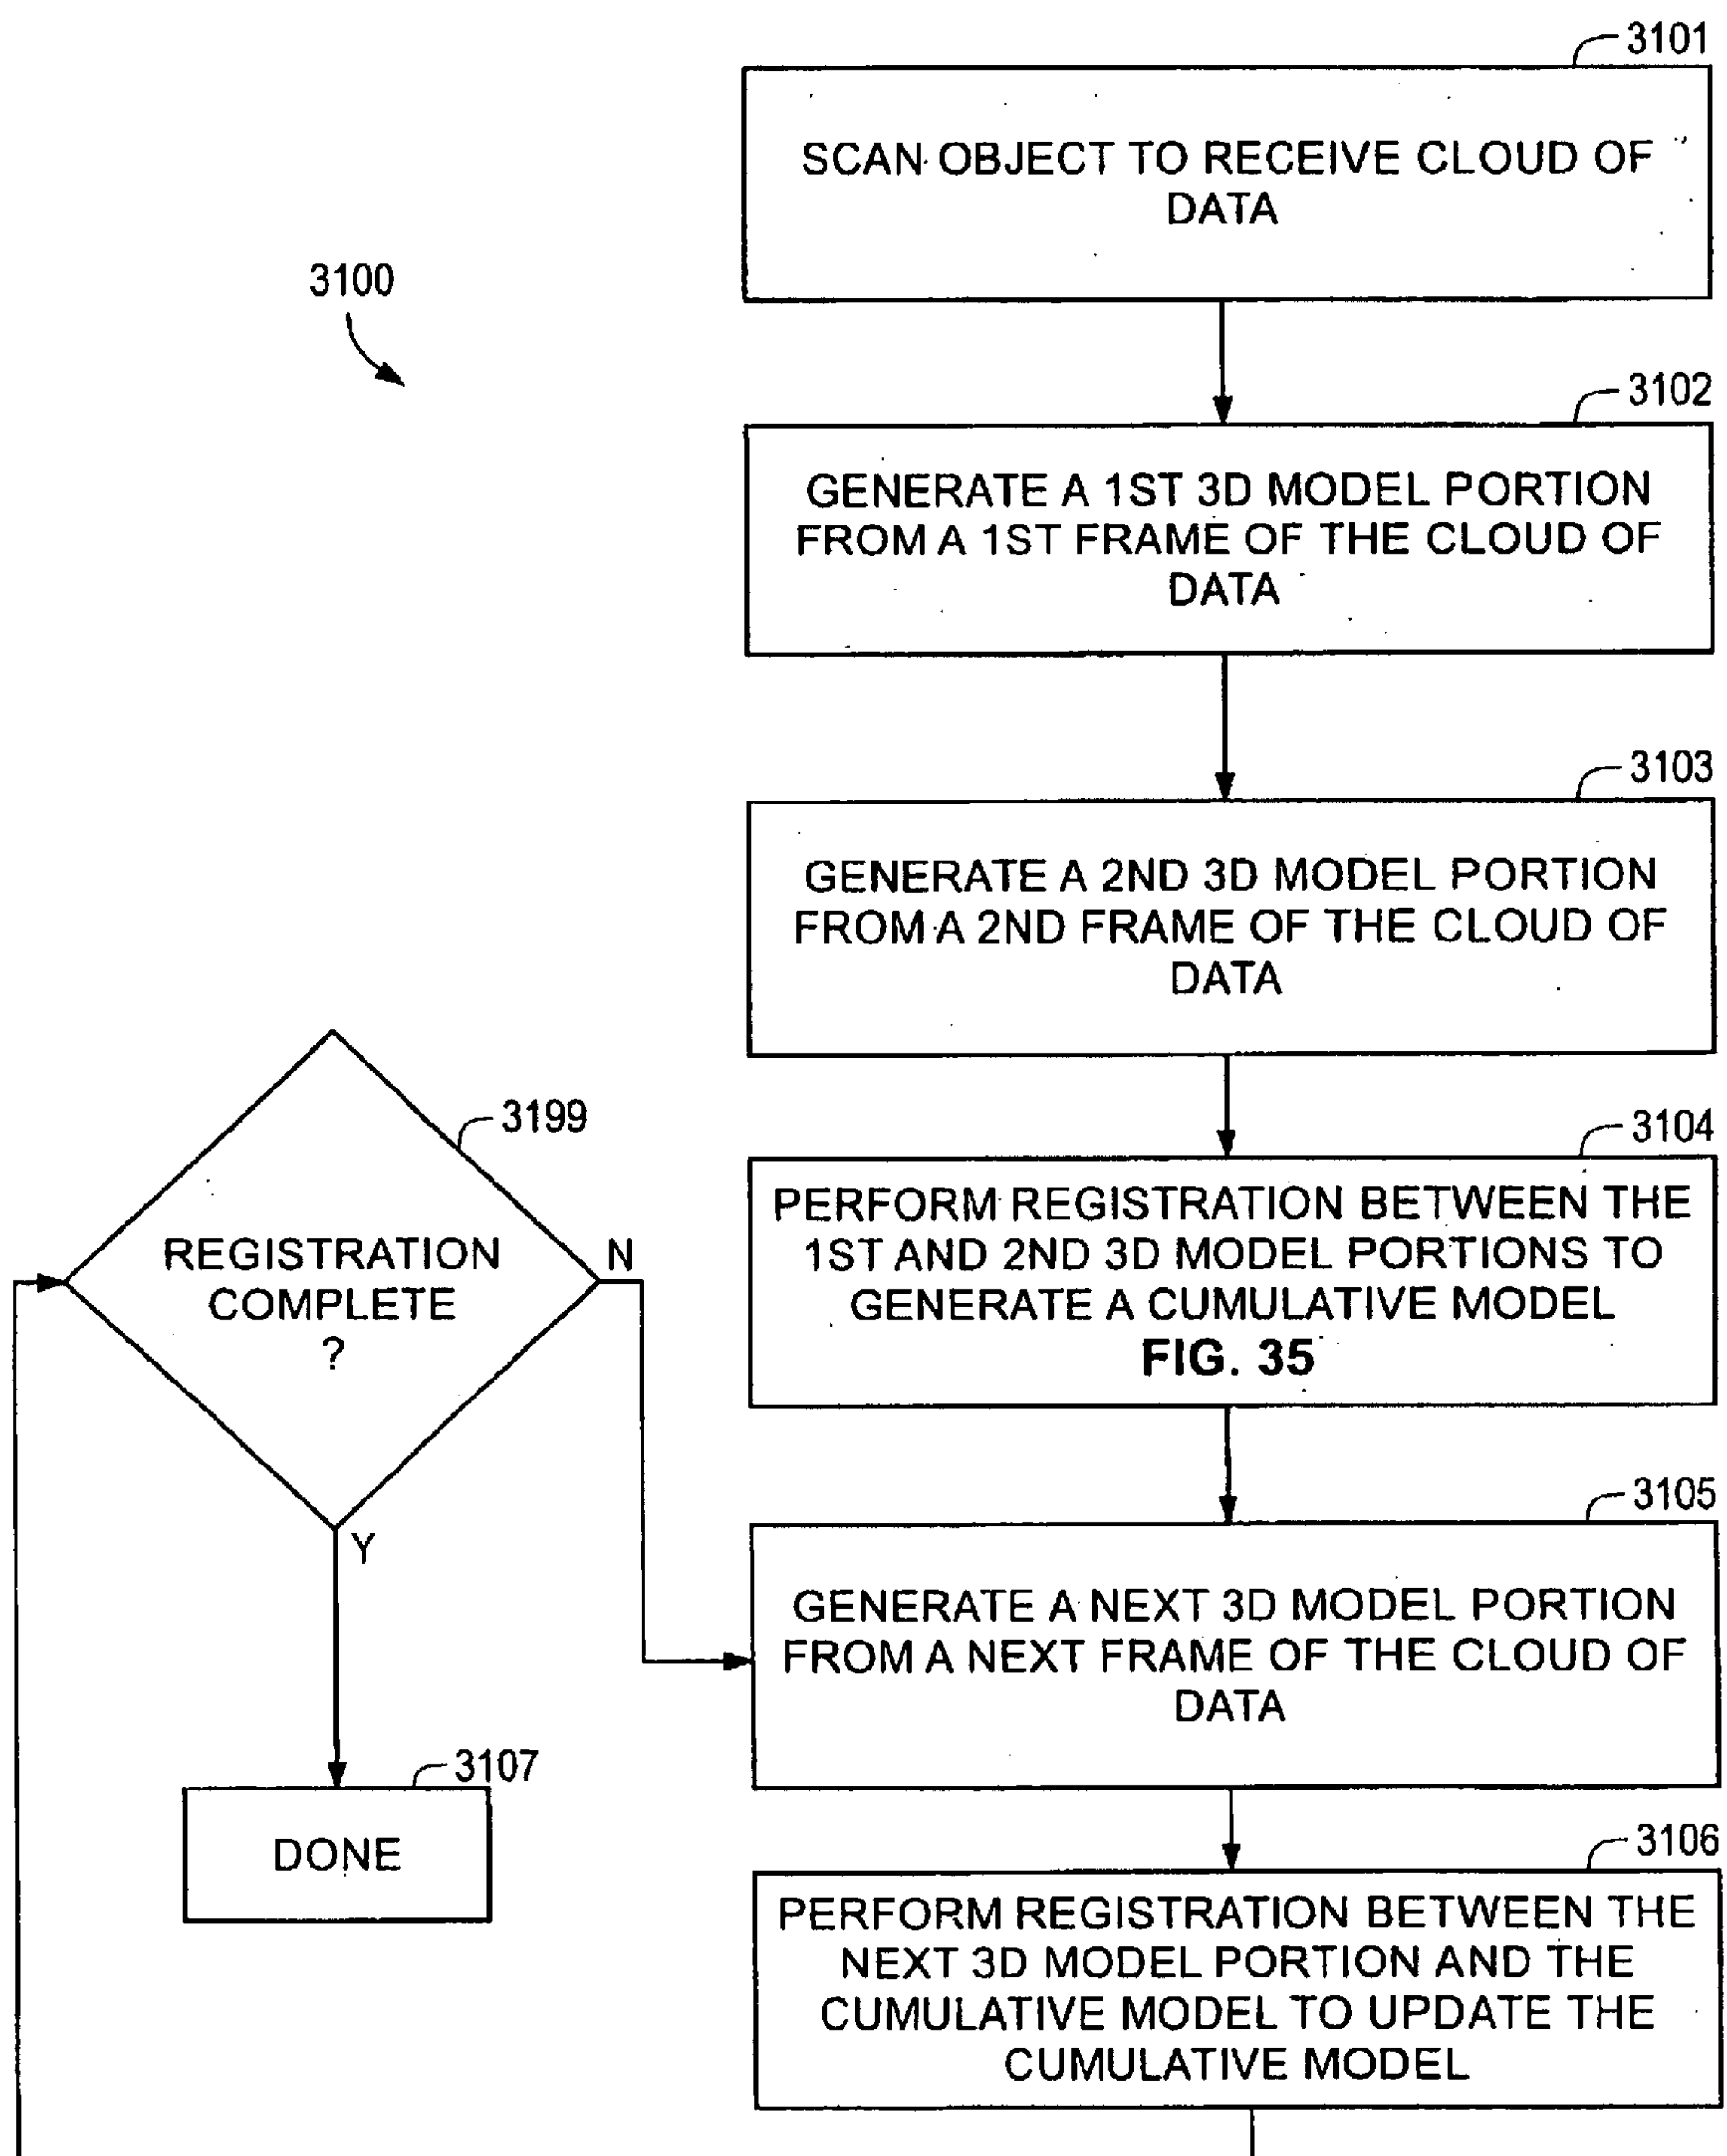 3101
SCAN OBJECT TO RECEIVE CLOUD OF
DATA
3100
3102
GENERATE A 1ST 3D MODEL PORTION
FROM A 1ST FRAME OF THE CLOUD OF
DATA
3103
GENERATE A 2ND 3D MODEL PORTION
FROM A 2ND FRAME OF THE CLOUD OF
DATA
3104
PERFORM REGISTRATION BETWEEN THE
1ST AND 2ND 3D MODEL PORTIONS TO
GENERATE A CUMULATIVE MODEL
FIG. 35
3105
GENERATE A NEXT 3D MODEL PORTION
FROM A NEXT FRAME OF THE CLOUD OF
DATA
3106
PERFORM REGISTRATION BETWEEN THE
NEXT 3D MODEL PORTION AND THE
CUMULATIVE MODEL TO UPDATE THE
CUMULATIVE MODEL
3199
REGISTRATION
COMPLETE
?
N
Y
3107
DONE